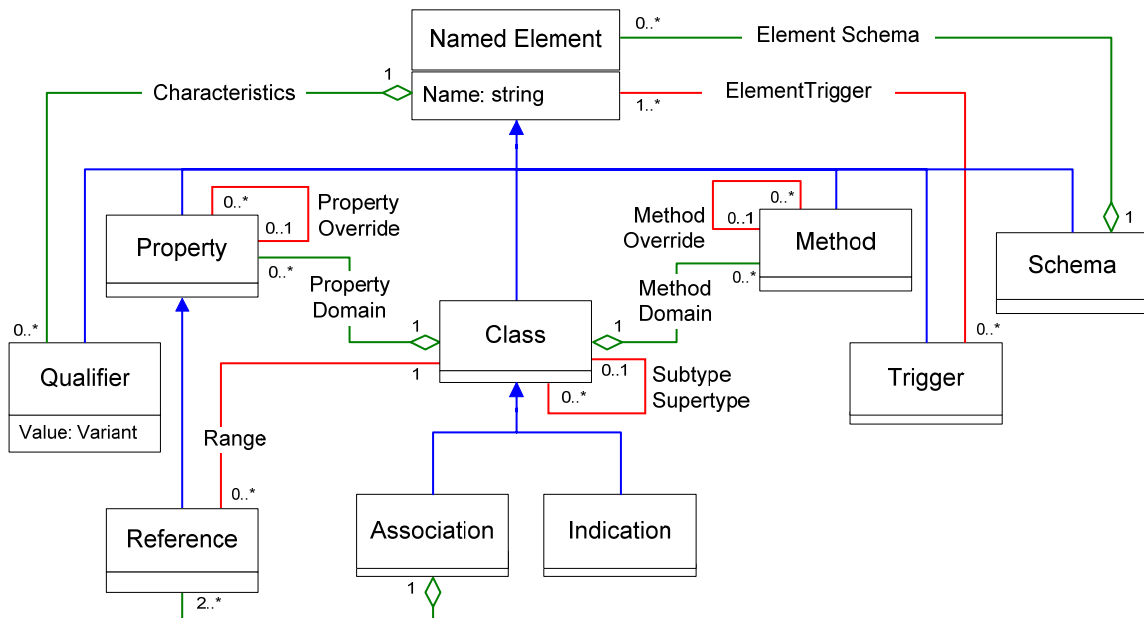 Named Element
Name: string
0..*
Element Schema
1
Characteristics
1..*
ElementTrigger
0..*
0..1
Property
Override
Property
0..*
Property
Domain
1
0..*
0..1
Method
Override
Method
0..*
Method
Domain
1
Schema
1
Class
0..1
0..*
Subtype
Supertype
1
0..*
Qualifier
Value: Variant
0..*
Trigger
Range
0..*
Reference
2..*
Association
1
Indication